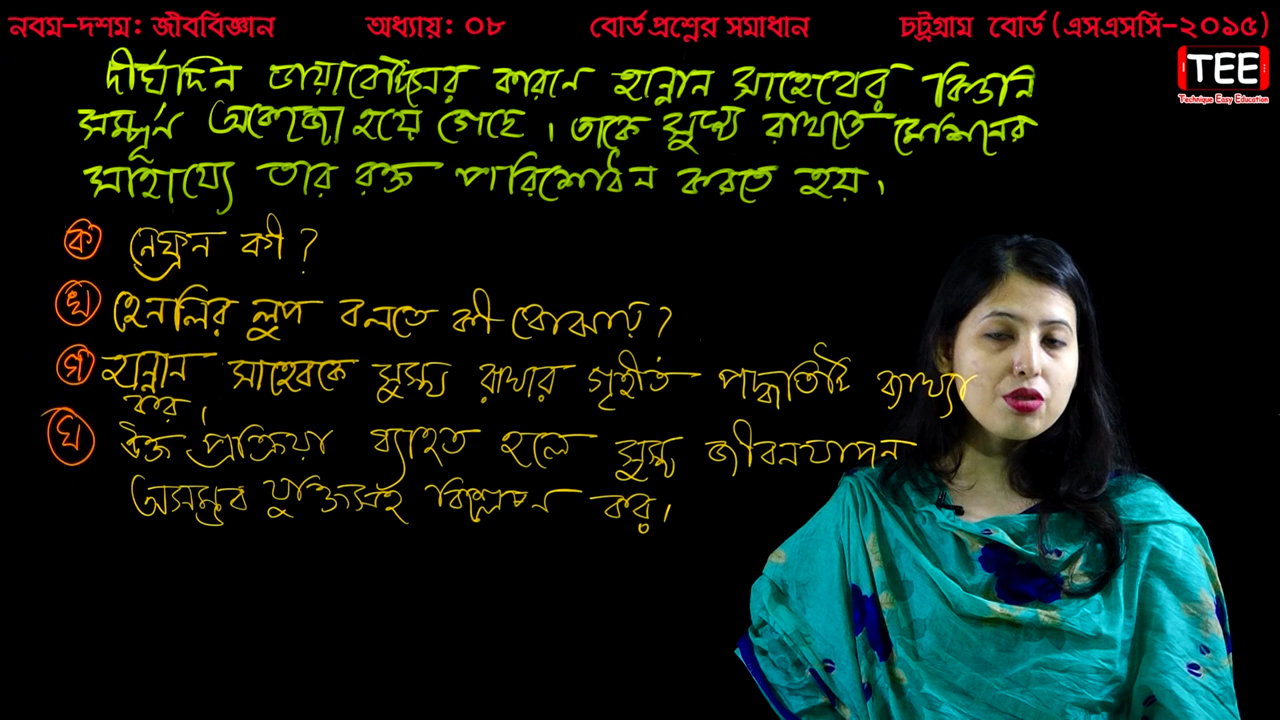 নবম-দশম: জীববিজ্ঞান অধ্যায়: ০৮ বোর্ড প্রশ্নের সমাধান চট্রগ্রাম বোর্ড (এসএসসি-২০১৫)
TEE
Technique Easy Education
দীর্ঘদিন ডায়াবেটিসের কারণে হান্নান সাহেবের কিডনি
সম্পূর্ণ অকেজো হয়ে গেছে। তাকে সুস্থ রাখতে মেশিনের
সাহায্যে তার রক্ত পরিশোধন করতে হয়।
ক নেফ্রন কী?
খ হেনলির লুপ বলতে কী বোঝায়?
গ হান্নান সাহেবকে সুস্থ রাখার গৃহীত পদ্ধতিটি ব্যাখ্যা
কর।
ঘ উক্ত প্রক্রিয়া ব্যাহত হলে সুস্থ জীবনযাপন
অসম্ভব যুক্তিসহ বিশ্লেষন কর।